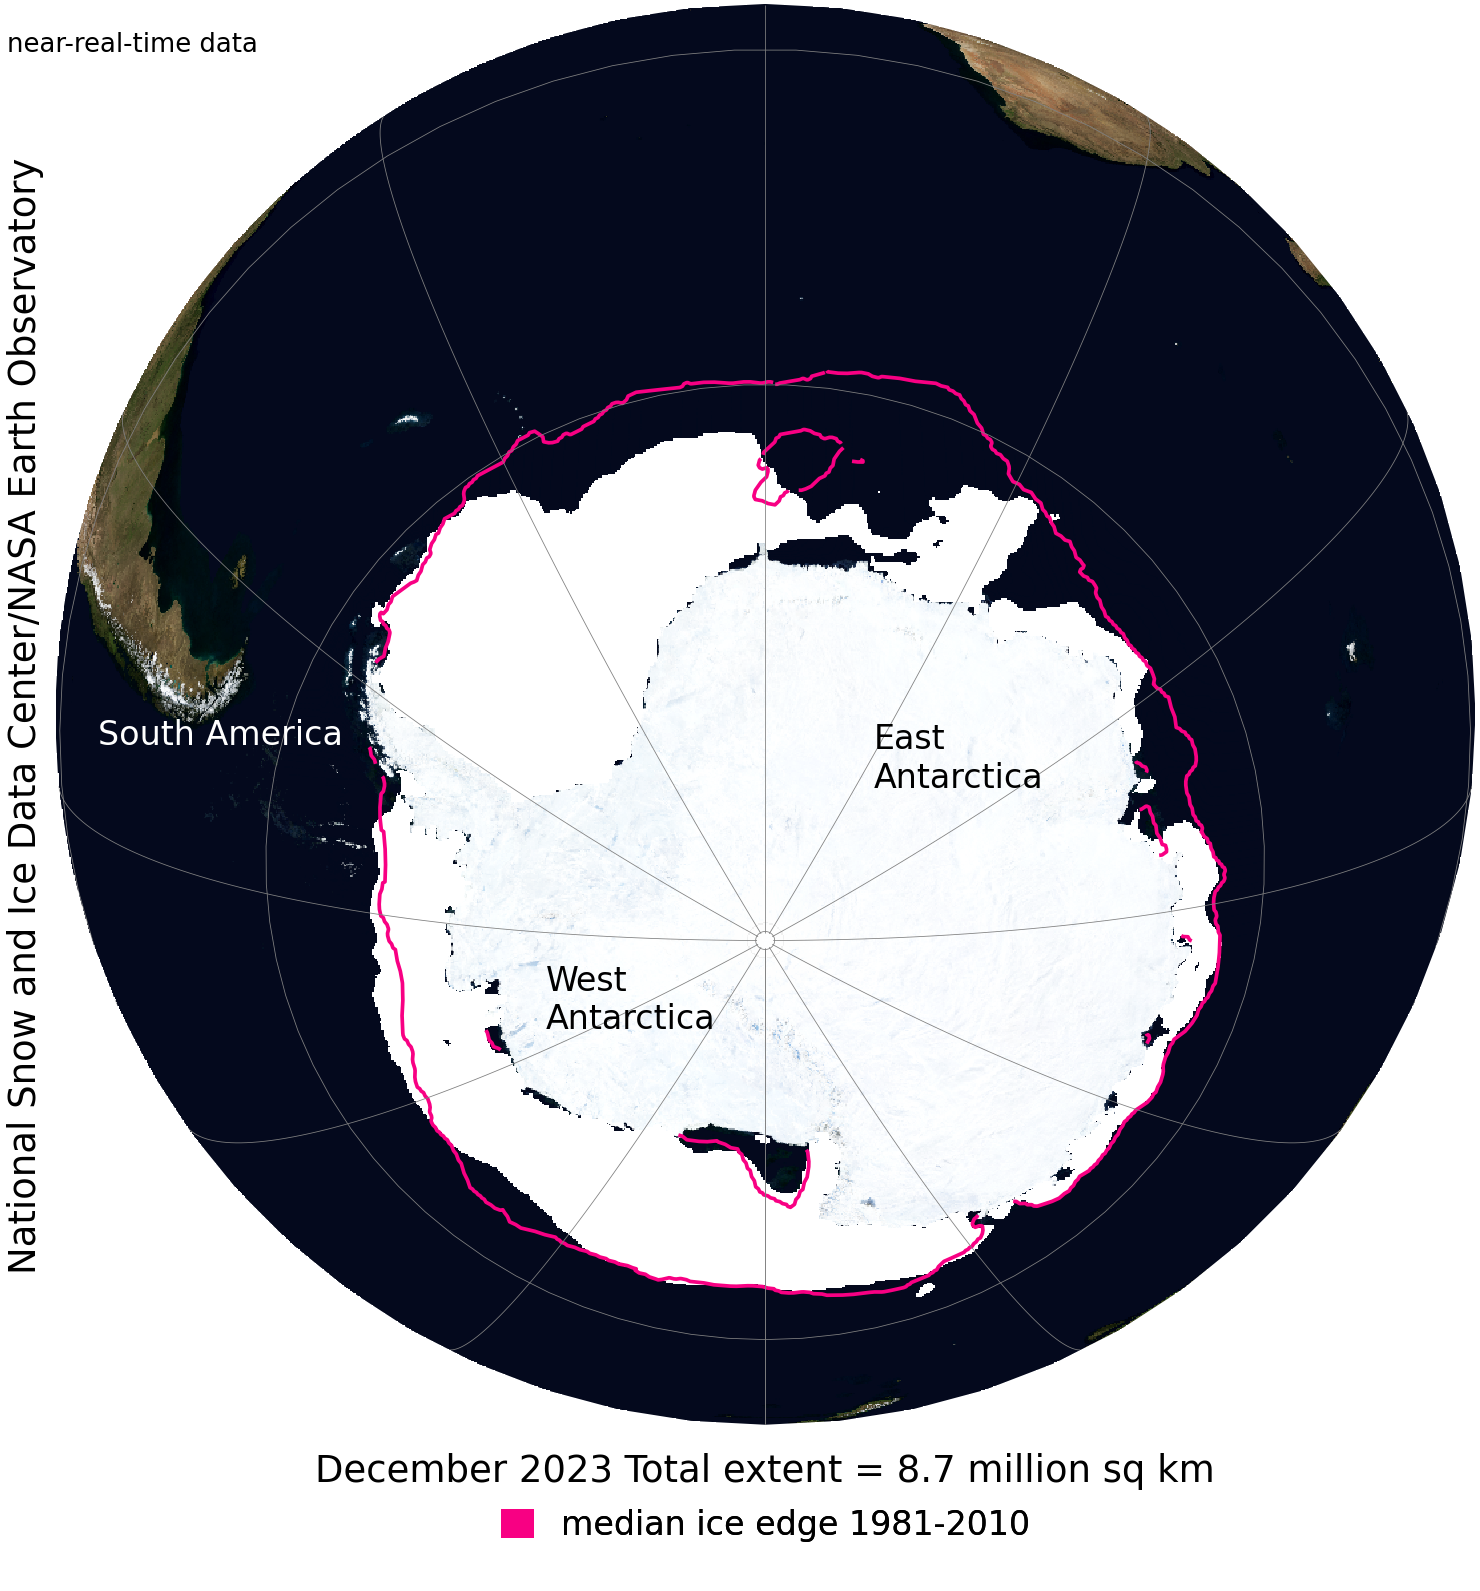 near-real-time data
National Snow and Ice Data Center/NASA Earth Observatory
South America
East
Antarctica
West
Antarctica
December 2023 Total extent = 8.7 million sq km
median ice edge 1981-2010